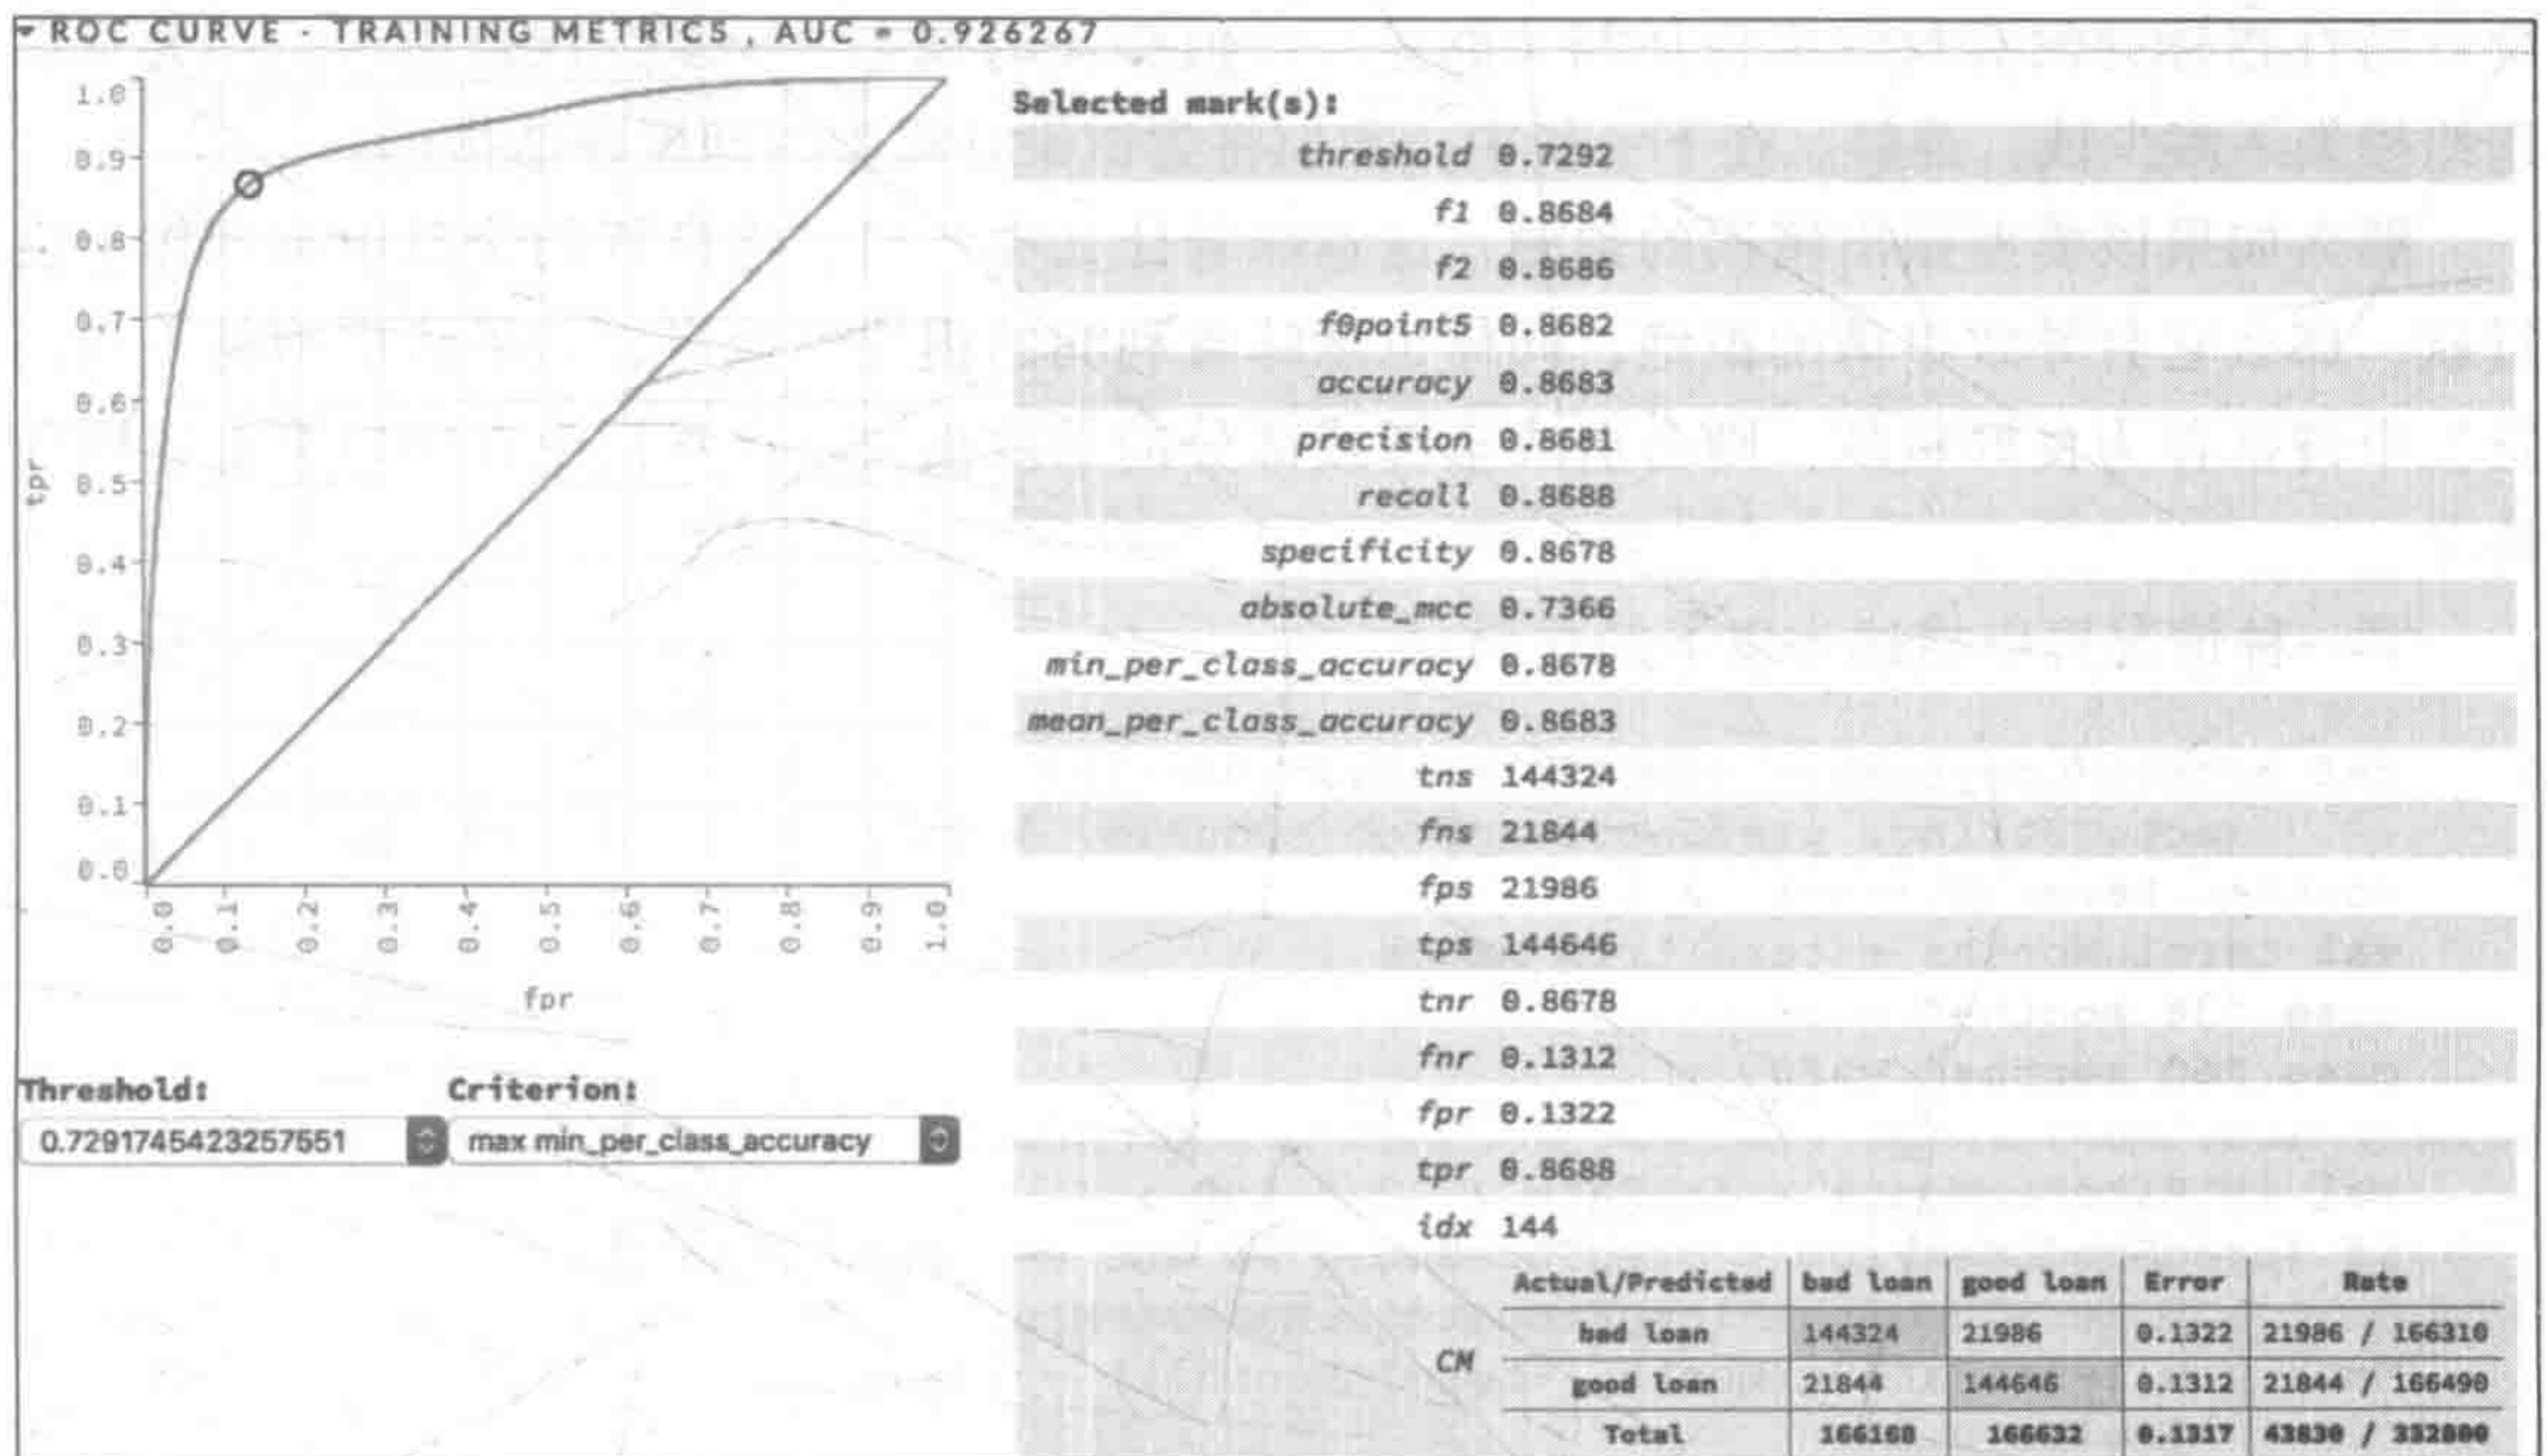 ROC CURVE - TRAINING METRICS , AUC = 0.926267
1.0
0.9
0.8
0.7
0.6
0.5
0.4
0.3
0.2
0.1
0.0
tpr
0.0 0.1 0.2 0.3 0.4 0.5 0.6 0.7 0.8 0.9 1.0
fpr
Threshold: Criterion:
0.7291745423257551 max min_per_class_accuracy
Selected mark(s):
threshold 0.7292
f1 0.8684
f2 0.8686
f0point5 0.8682
accuracy 0.8683
precision 0.8681
recall 0.8688
specificity 0.8678
absolute_mcc 0.7366
min_per_class_accuracy 0.8678
mean_per_class_accuracy 0.8683
tns 144324
fns 21844
fps 21986
tps 144646
tnr 0.8678
fnr 0.1312
fpr 0.1322
tpr 0.8688
idx 144
CM
Actual/Predicted bad loan good loan Error Rate
bad loan 144324 21986 0.1322 21986 / 166310
good loan 21844 144646 0.1312 21844 / 166490
Total 166168 166632 0.1317 43830 / 332800